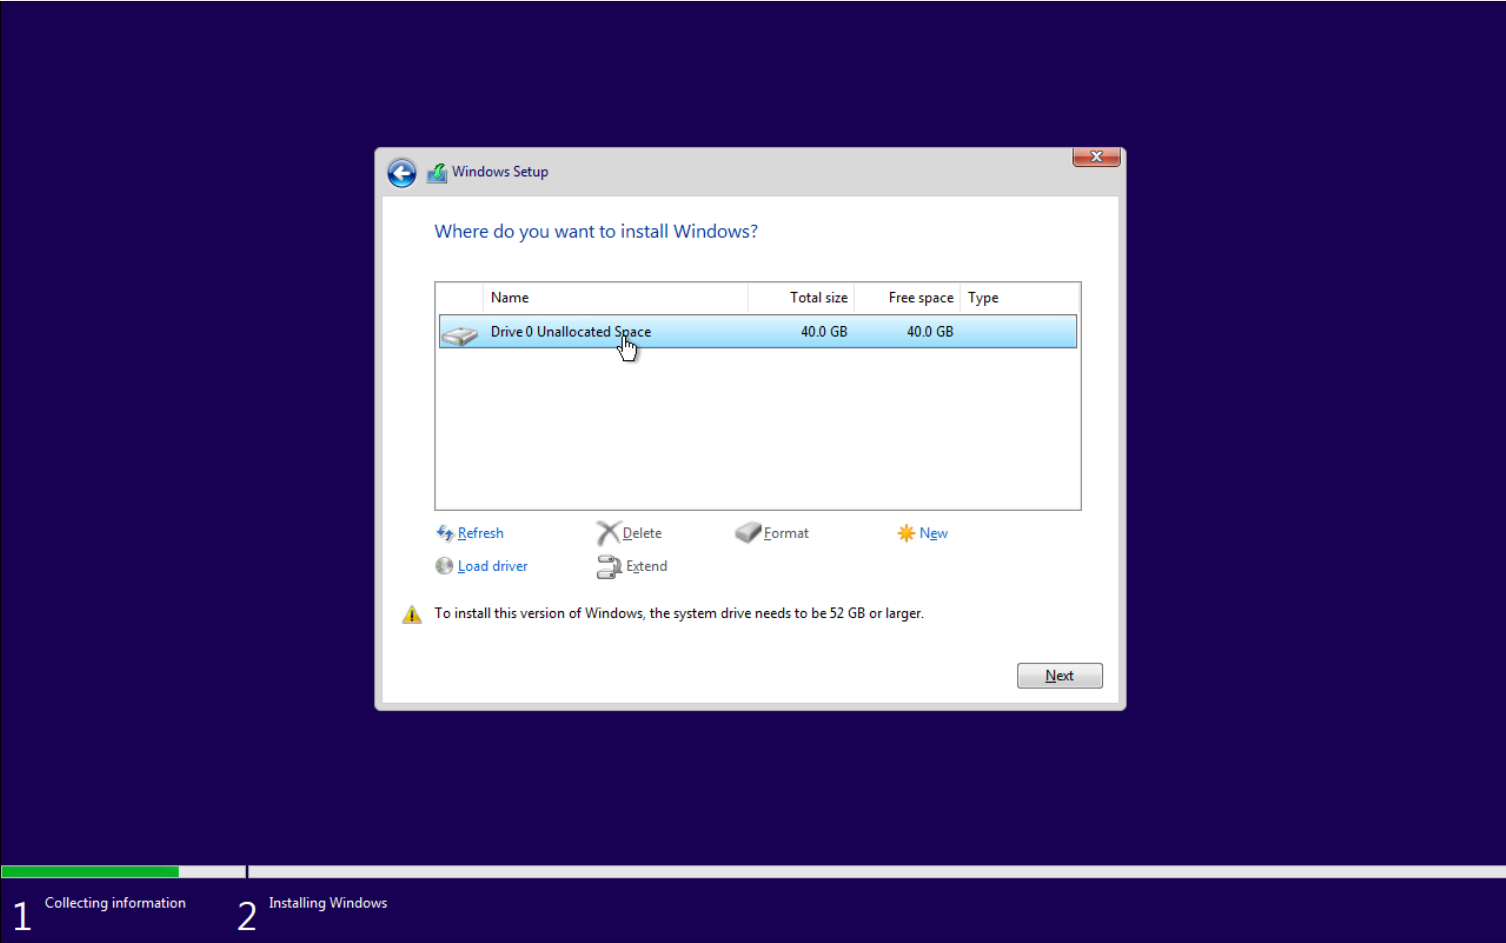 Windows Setup
Where do you want to install Windows?
Name Total size Free space Type
Drive 0 Unallocated Space 40.0 GB 40.0 GB
Refresh Delete Format New
Load driver Extend
To install this version of Windows, the system drive needs to be 52 GB or larger.
Next
1 Collecting information 2 Installing Windows